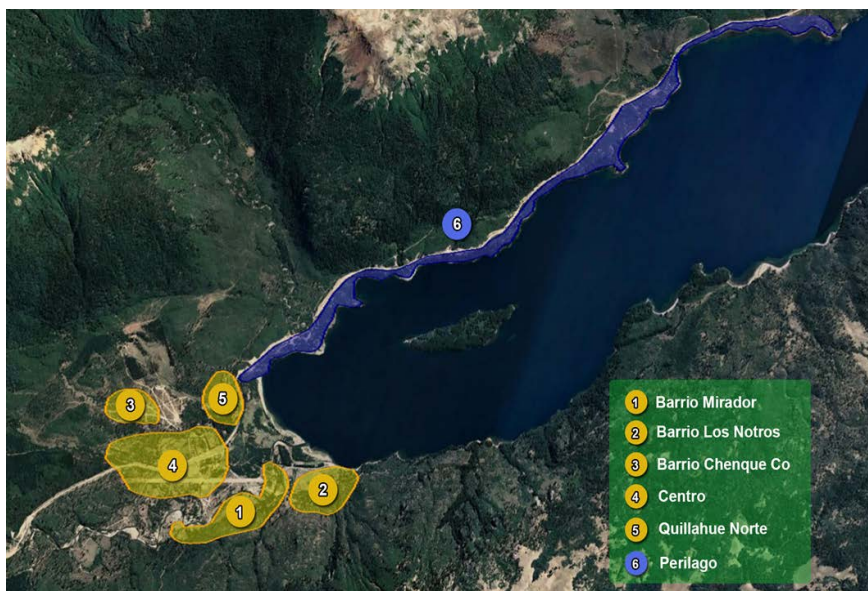 6
5
3
4
2
1
1 Barrio Mirador
2 Barrio Los Notros
3 Barrio Chenque Co
4 Centro
5 Quillahue Norte
6 Perilago